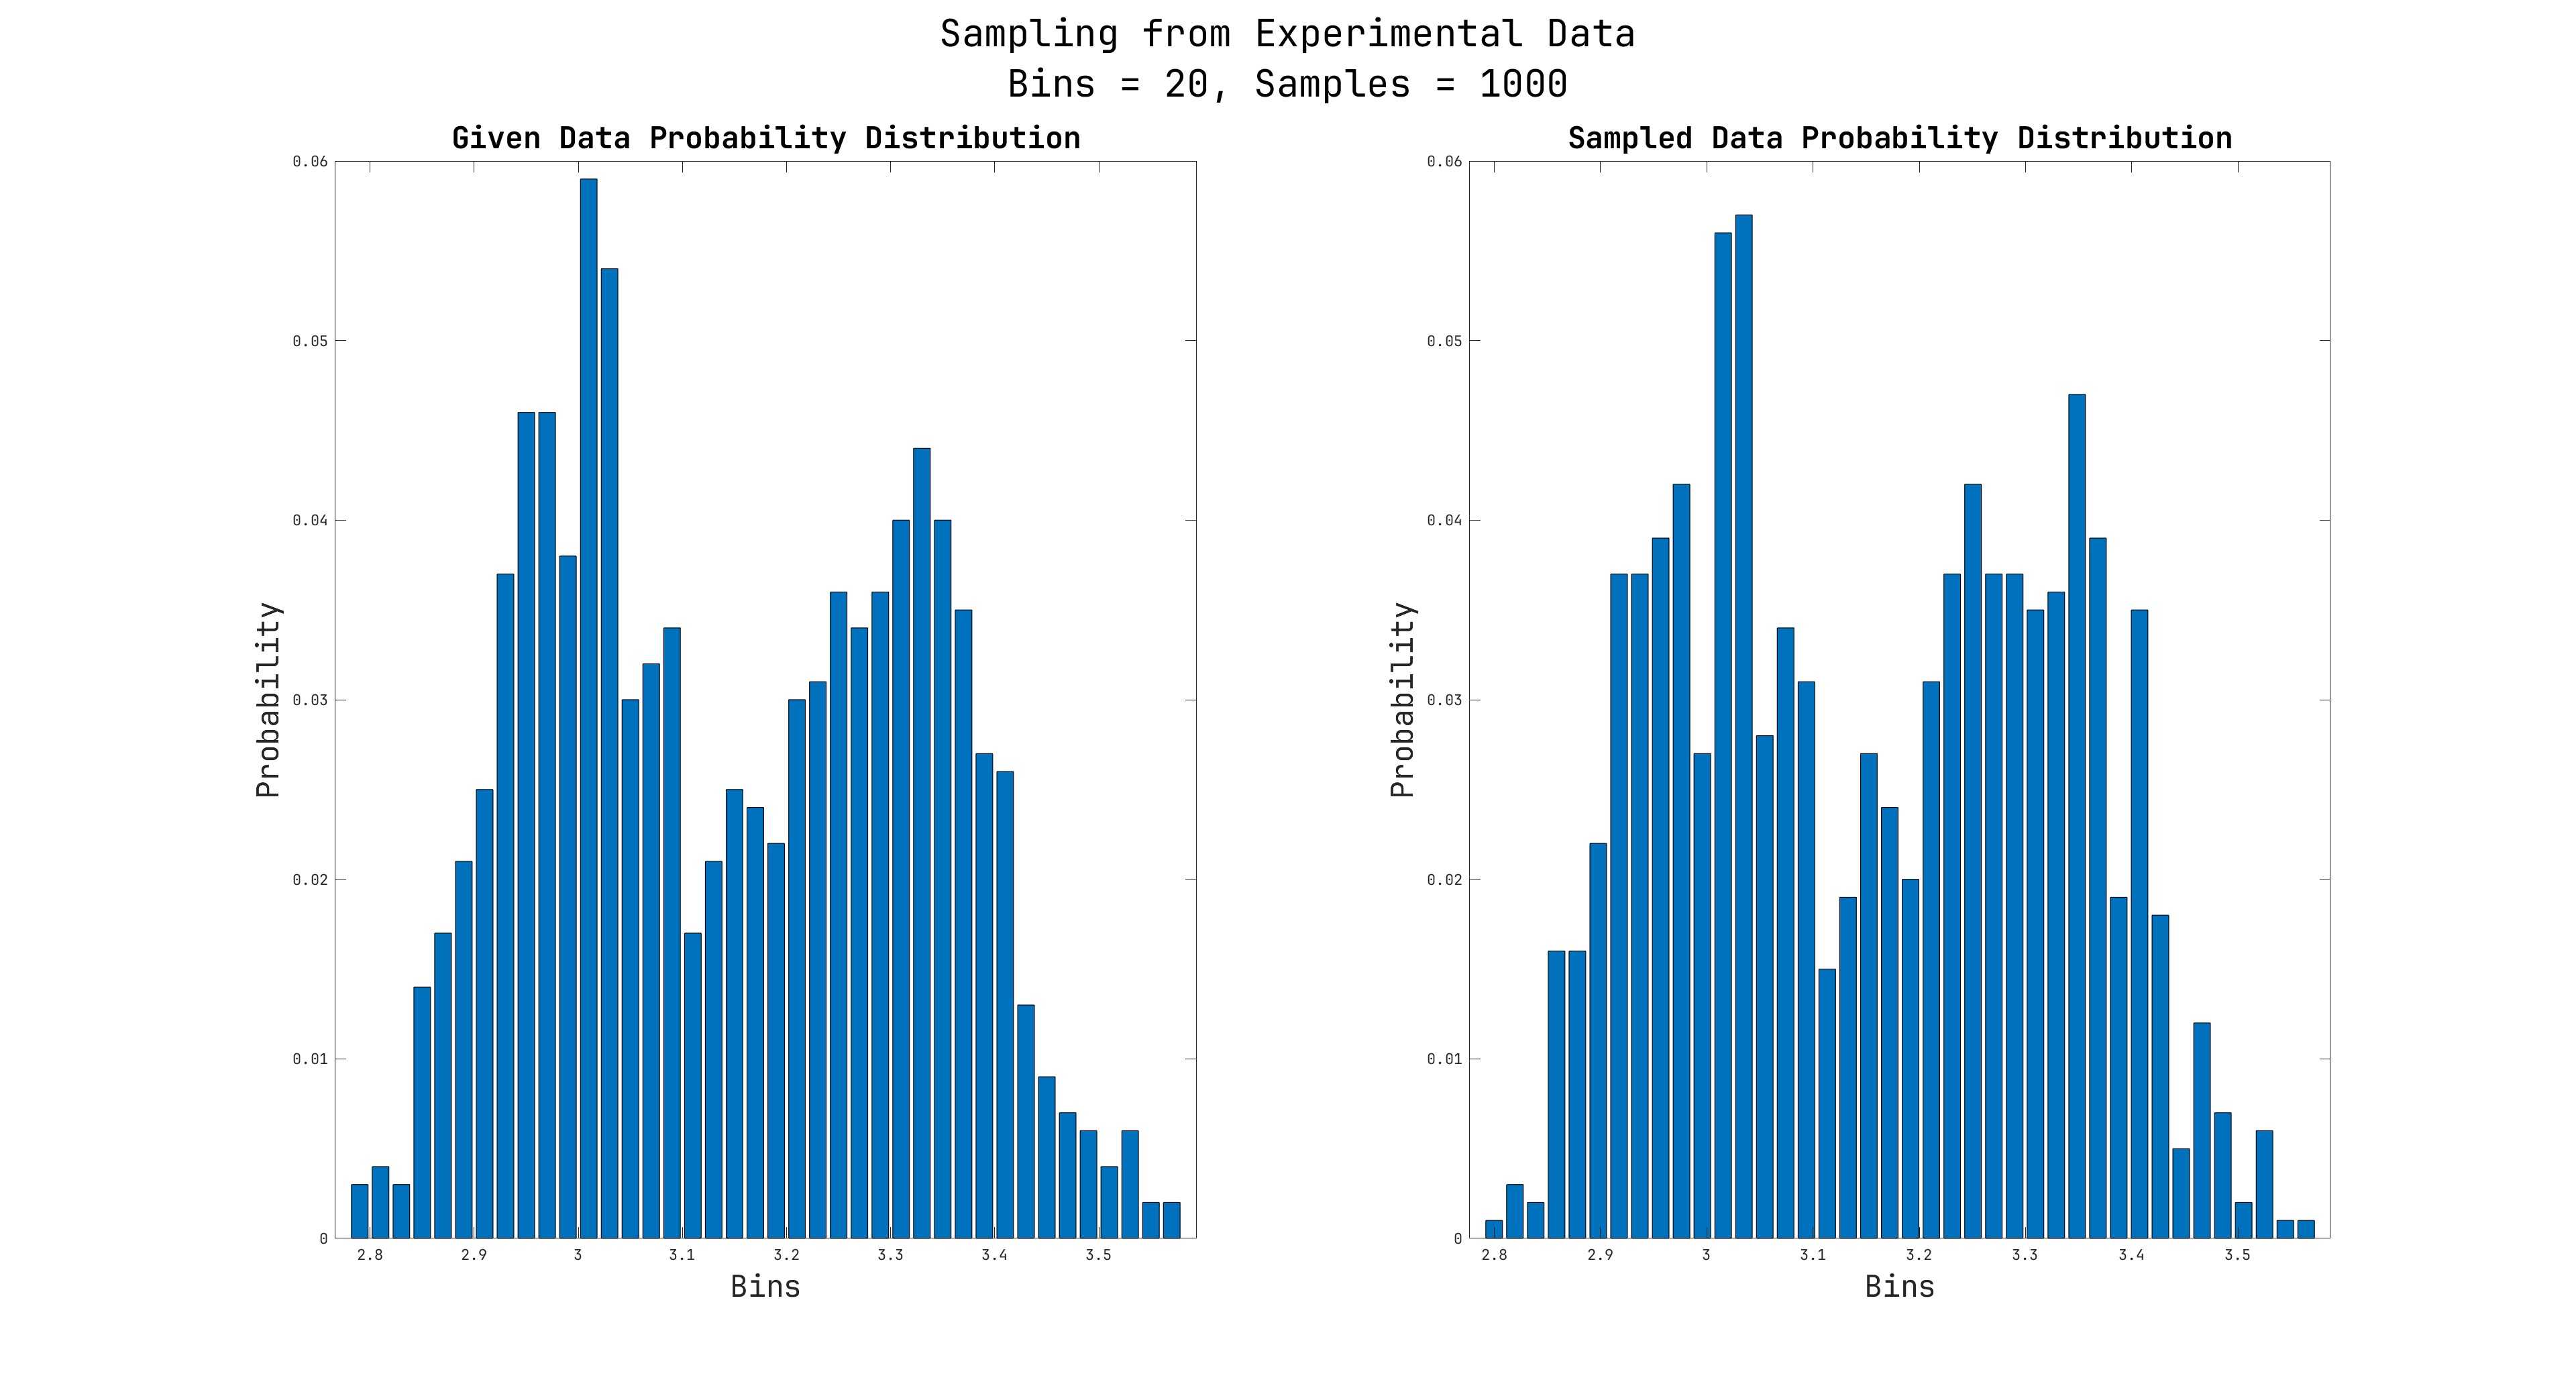 Sampling from Experimental Data
Bins = 20, Samples = 1000
Given Data Probability Distribution
0.06
0.05
0.04
0.03
0.02
0.01
0
Probability
2.8 2.9 3 3.1 3.2 3.3 3.4 3.5
Bins
Sampled Data Probability Distribution
0.06
0.05
0.04
0.03
0.02
0.01
0
Probability
2.8 2.9 3 3.1 3.2 3.3 3.4 3.5
Bins